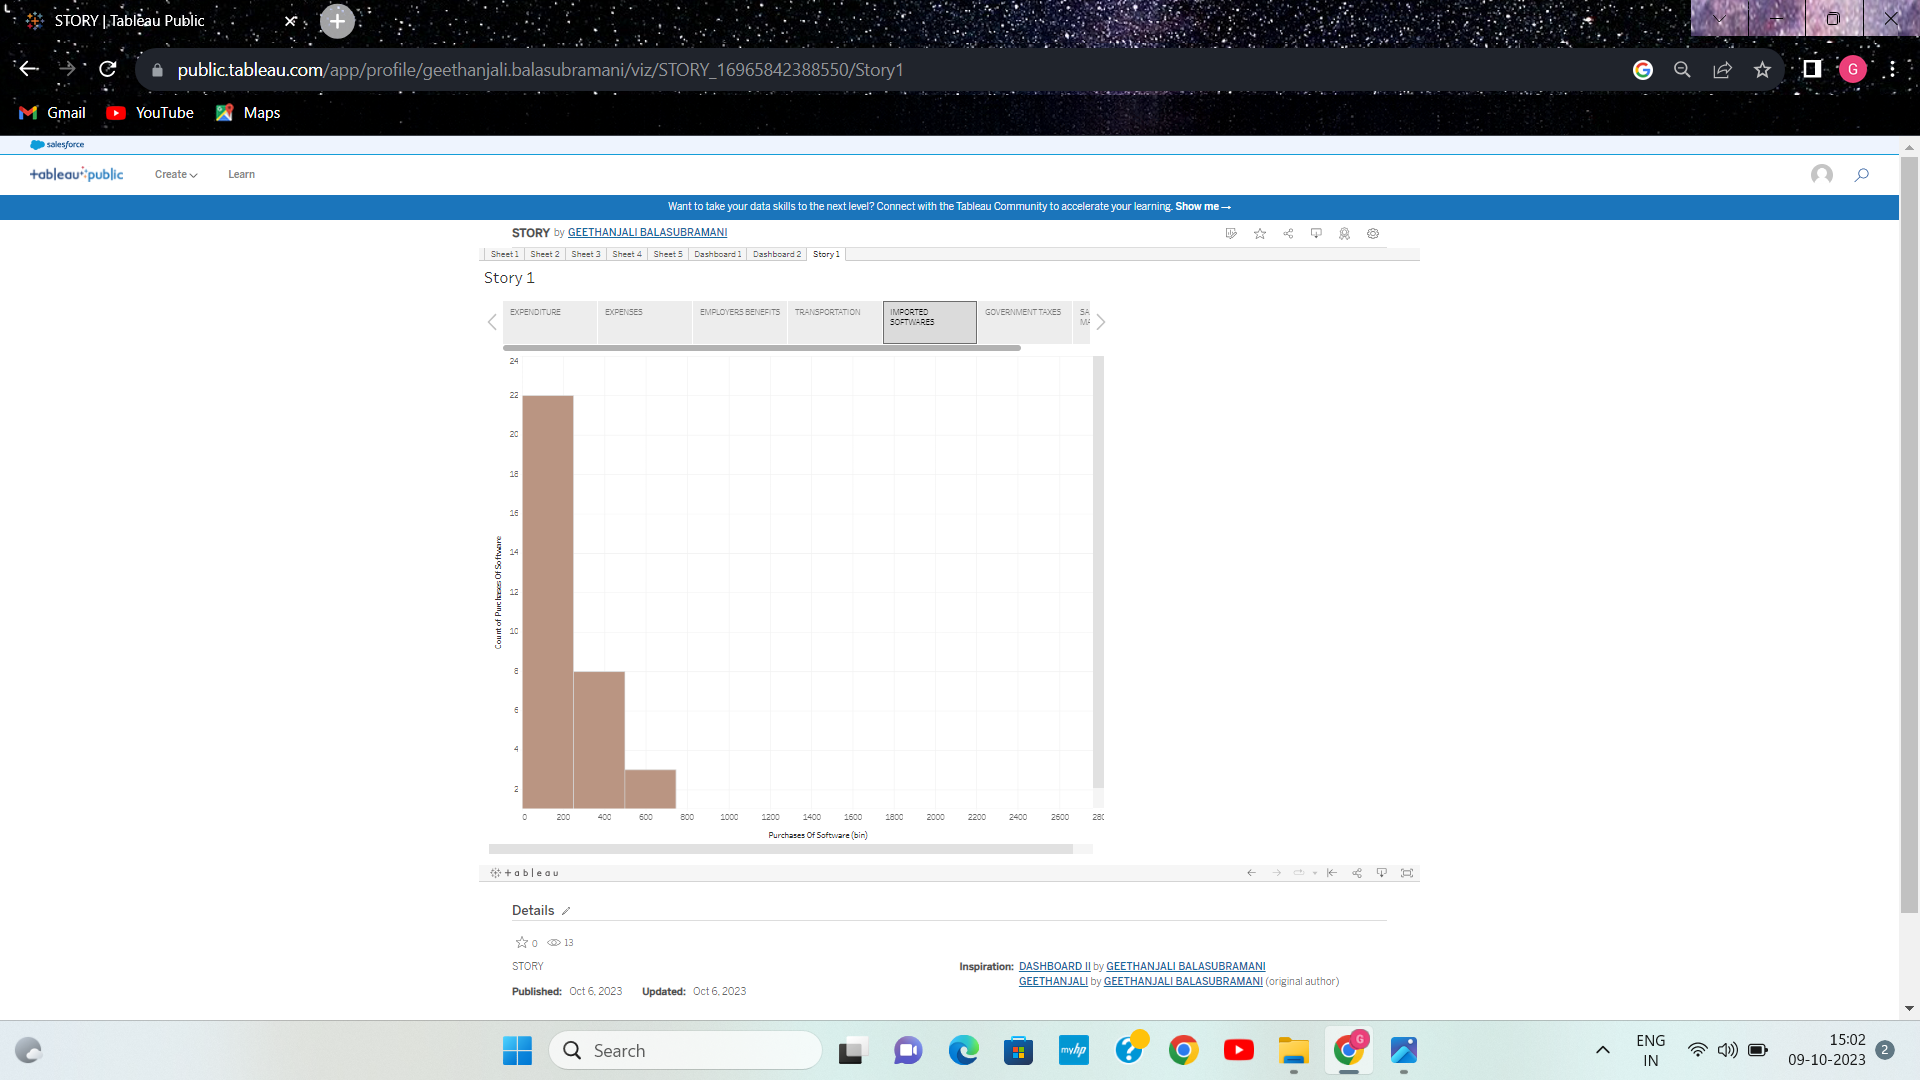 STORY | Tableau Public
public.tableau.com/app/profile/geethanjali.balasubramani/viz/STORY_16965842388550/Story1
G
Gmail YouTube Maps
salesforce
+ableau public Create Learn
Want to take your data skills to the next level? Connect with the Tableau Community to accelerate your learning. Show me→
STORY by GEETHANJALI BALASUBRAMANI
Sheet 1 Sheet 2 Sheet 3 Sheet 4 Sheet 5 Dashboard 1 Dashboard 2 Story 1
Story 1
EXPENDITURE EXPENSES EMPLOYERS BENEFITS TRANSPORTATION IMPORTED SOFTWARES GOVERNMENT TAXES SA MA
24
22
20
18
16
14
12
10
8
6
4
2
Count of Purchases Of Software
0 200 400 600 800 1000 1200 1400 1600 1800 2000 2200 2400 2600 280
Purchases Of Software (bin)
+ableau
Details
0 13
STORY
Published: Oct 6, 2023 Updated: Oct 6, 2023
Inspiration: DASHBOARD II by GEETHANJALI BALASUBRAMANI
GEETHANJALI by GEETHANJALI BALASUBRAMANI (original author)
Search
myhp
G
ENG
IN
15:02
09-10-2023
2